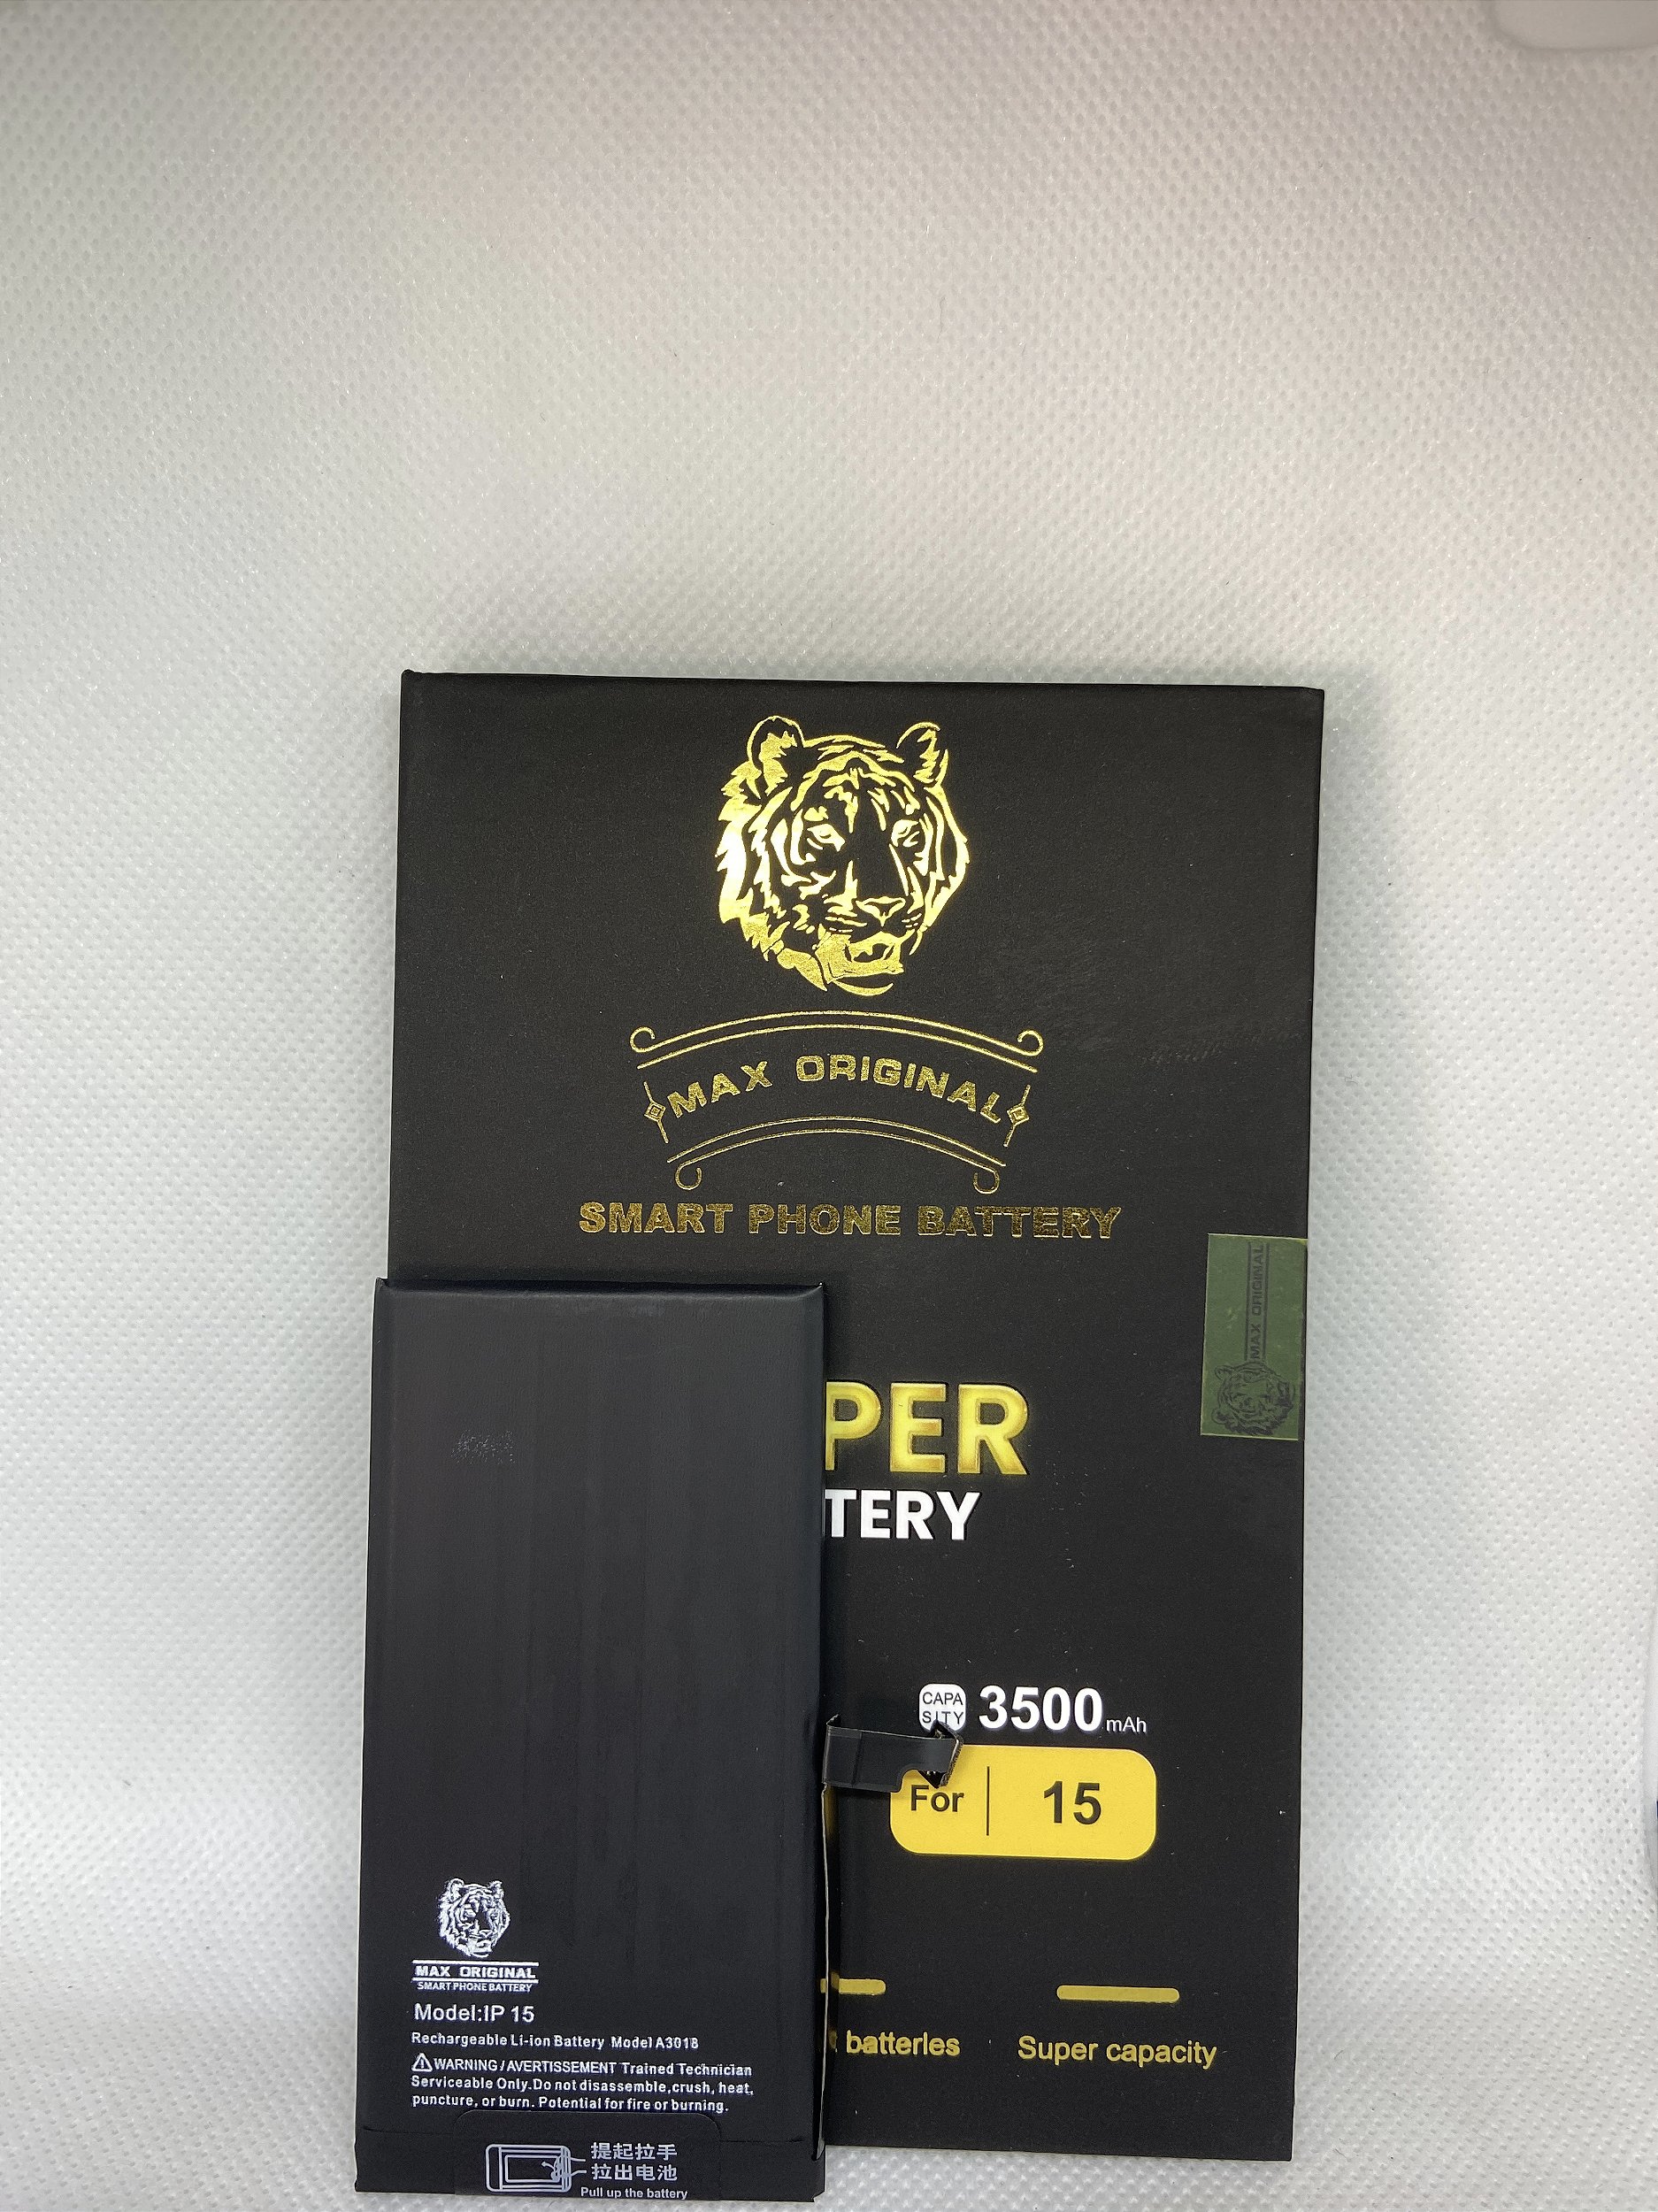 MAX ORIGINAL
SMART PHONE BATTERY
MAX ORIGINAL
PER
TERY
CAPA
SITY
3500 mAh
For 15
batteries
Super capacity
MAX ORIGINAL
SMART PHONE BATTERY
Model:IP 15
Rechargeable Li-ion Battery Model A3018
WARNING / AVERTISSEMENT Trained Technician
Serviceable Only.Do not disassemble,crush, heat,
puncture, or burn. Potential for fire or burning.
提起拉手
拉出电池
Pull up the battery